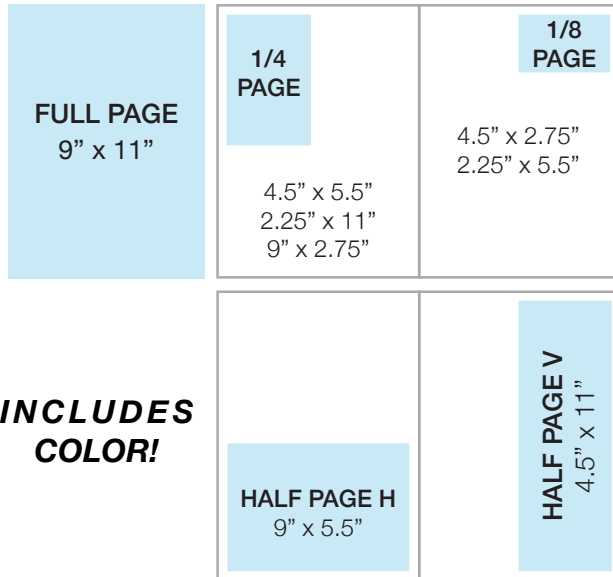 FULL PAGE
9” x 11”
1/4
PAGE
4.5” x 5.5”
2.25” x 11”
9” x 2.75”
1/8
PAGE
4.5” x 2.75”
2.25” x 5.5”
INCLUDES
COLOR!
HALF PAGE H
9” x 5.5”
HALF PAGE V
4.5” x 11”